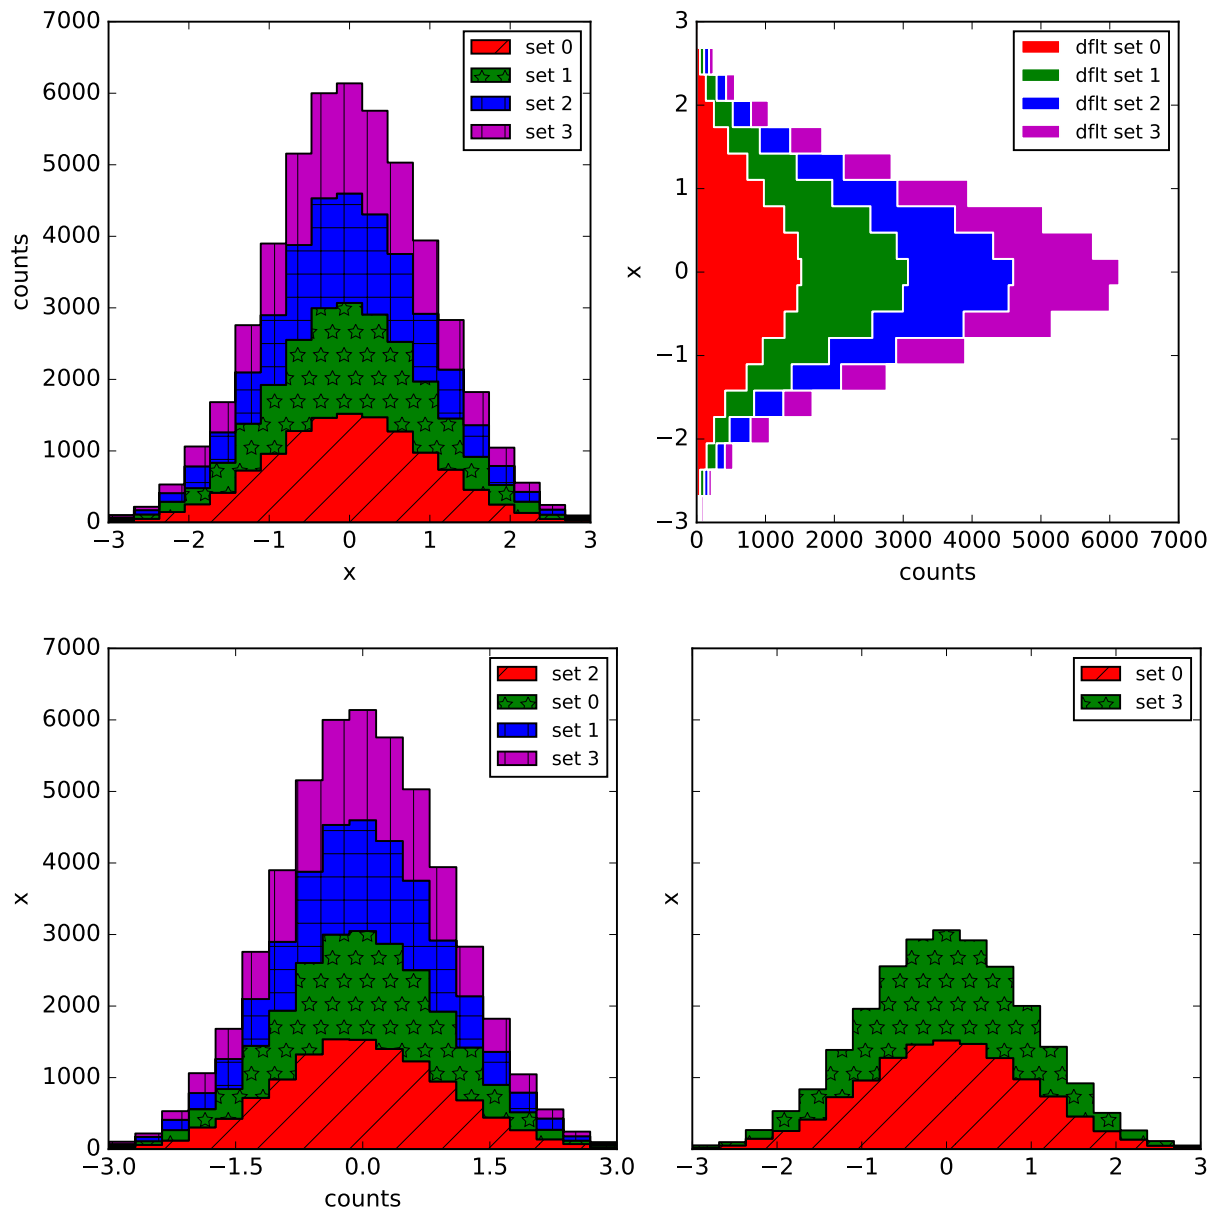 7000
6000
5000
4000
3000
2000
1000
0
counts
−3 −2 −1 0 1 2 3
x
set 0
set 1
set 2
set 3
3
2
1
0
−1
−2
−3
x
0 1000 2000 3000 4000 5000 6000 7000
counts
dflt set 0
dflt set 1
dflt set 2
dflt set 3
7000
6000
5000
4000
3000
2000
1000
0
x
−3.0 −1.5 0.0 1.5 3.0
counts
set 2
set 0
set 1
set 3
x
−3 −2 −1 0 1 2 3
set 0
set 3